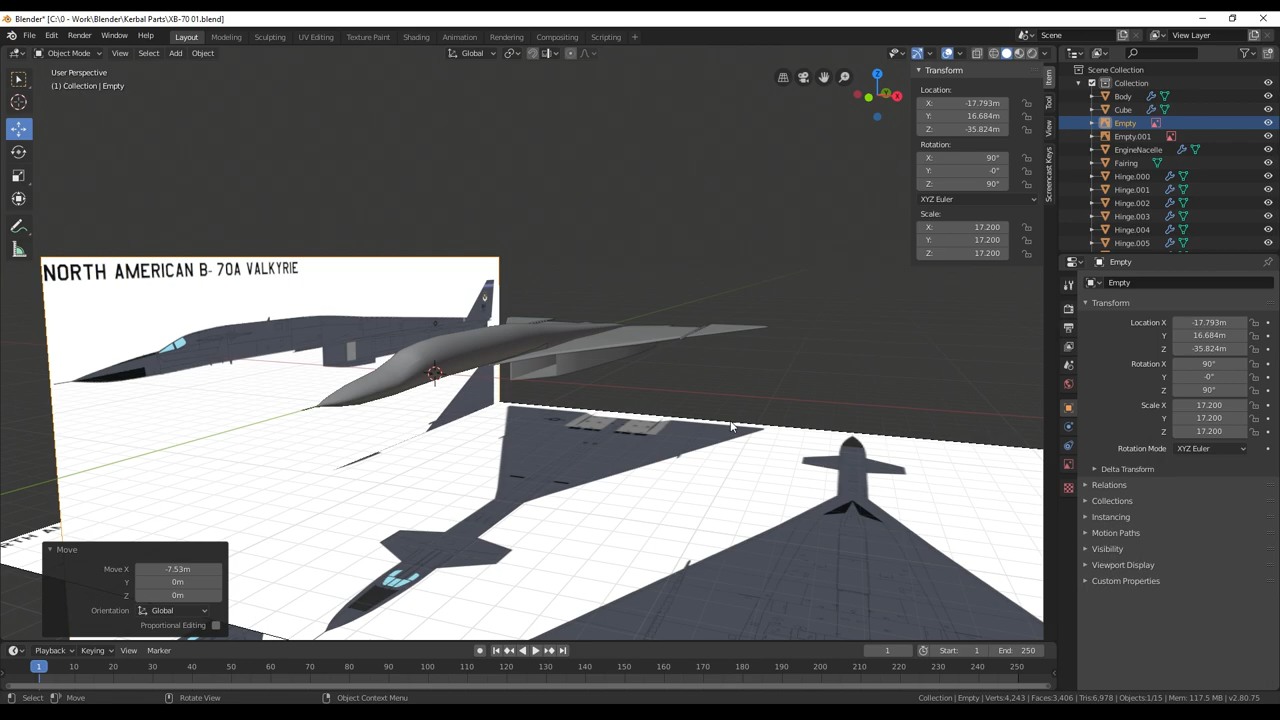 Blender* [C:\0 - Work\Blender\Kerbal Parts\XB-70 01.blend]
File Edit Render Window Help Layout Modeling Sculpting UV Editing Texture Paint Shading Animation Rendering Compositing Scripting + Scene View Layer
Object Mode View Select Add Object Global
User Perspective
(1) Collection | Empty
Z
X
Y
Transform
Location:
X: -17.793m
Y: 16.684m
Z: -35.824m
Rotation:
X: 90°
Y: -0°
Z: 90°
XYZ Euler
Scale:
X: 17.200
Y: 17.200
Z: 17.200
Item
Tool
View
Screencast Keys
Scene Collection
Collection
Body
Cube
Empty
Empty.001
EngineNacelle
Fairing
Hinge.000
Hinge.001
Hinge.002
Hinge.003
Hinge.004
Hinge.005
Empty
Empty
Transform
Location X -17.793m
Y 16.684m
Z -35.824m
Rotation X 90°
Y -0°
Z 90°
Scale X 17.200
Y 17.200
Z 17.200
Rotation Mode XYZ Euler
Delta Transform
Relations
Collections
Instancing
Motion Paths
Visibility
Viewport Display
Custom Properties
NORTH AMERICAN B- 70A VALKYRIE
Move
Move X -7.53m
Y 0m
Z 0m
Orientation Global
Proportional Editing
Playback Keying View Marker 1 Start: 1 End: 250
1 10 20 30 40 50 60 70 80 90 100 110 120 130 140 150 160 170 180 190 200 210 220 230 240 250
Select Move Rotate View Object Context Menu Collection | Empty | Verts:4,243 | Faces:3,406 | Tris:6,978 | Objects:1/15 | Mem: 117.5 MB | v2.80.75